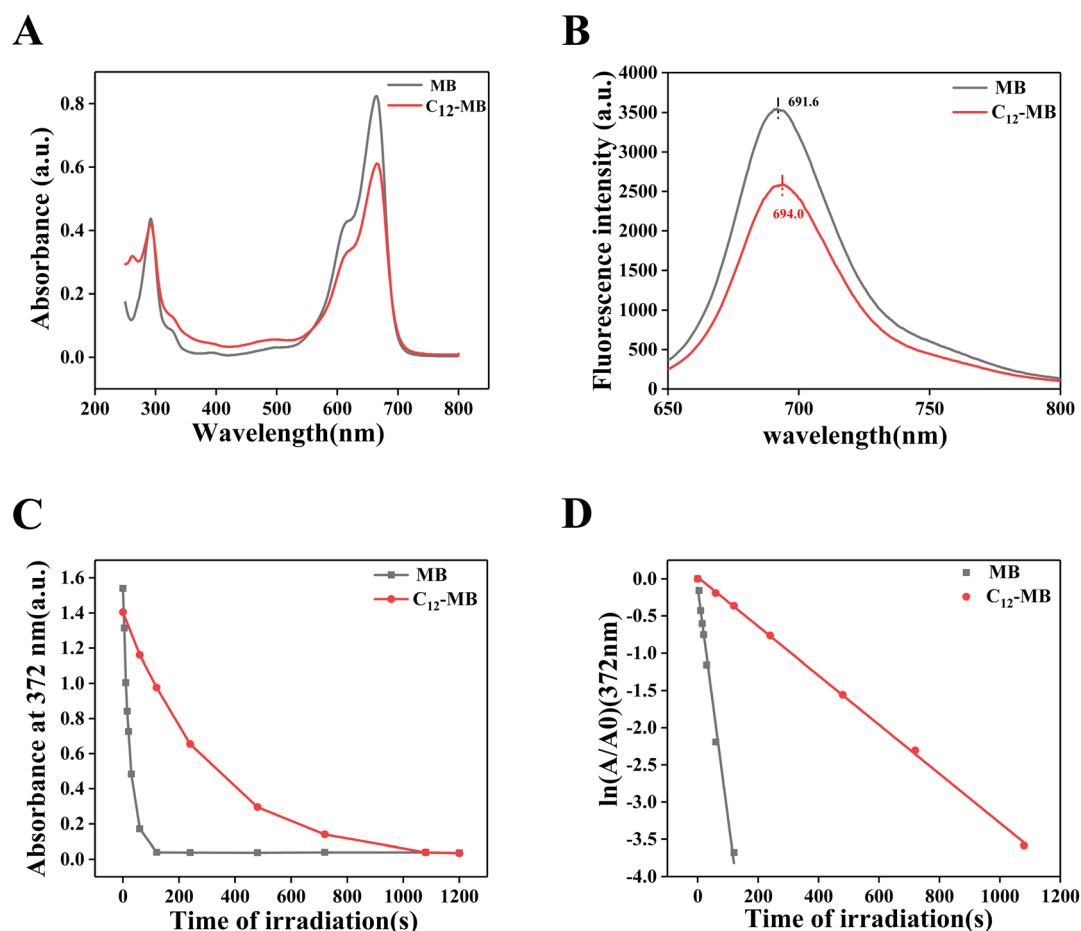 A
MB
C12-MB
0.8
0.6
0.4
0.2
0.0
Absorbance (a.u.)
200 300 400 500 600 700 800
Wavelength(nm)
B
MB
C12-MB
691.6
694.0
4000
3500
3000
2500
2000
1500
1000
500
0
Fluorescence intensity (a.u.)
650 700 750 800
wavelength(nm)
C
MB
C12-MB
1.6
1.4
1.2
1.0
0.8
0.6
0.4
0.2
0.0
Absorbance at 372 nm(a.u.)
0 200 400 600 800 1000 1200
Time of irradiation(s)
D
MB
C12-MB
0.0
-0.5
-1.0
-1.5
-2.0
-2.5
-3.0
-3.5
-4.0
ln(A/A0)(372nm)
0 200 400 600 800 1000 1200
Time of irradiation(s)